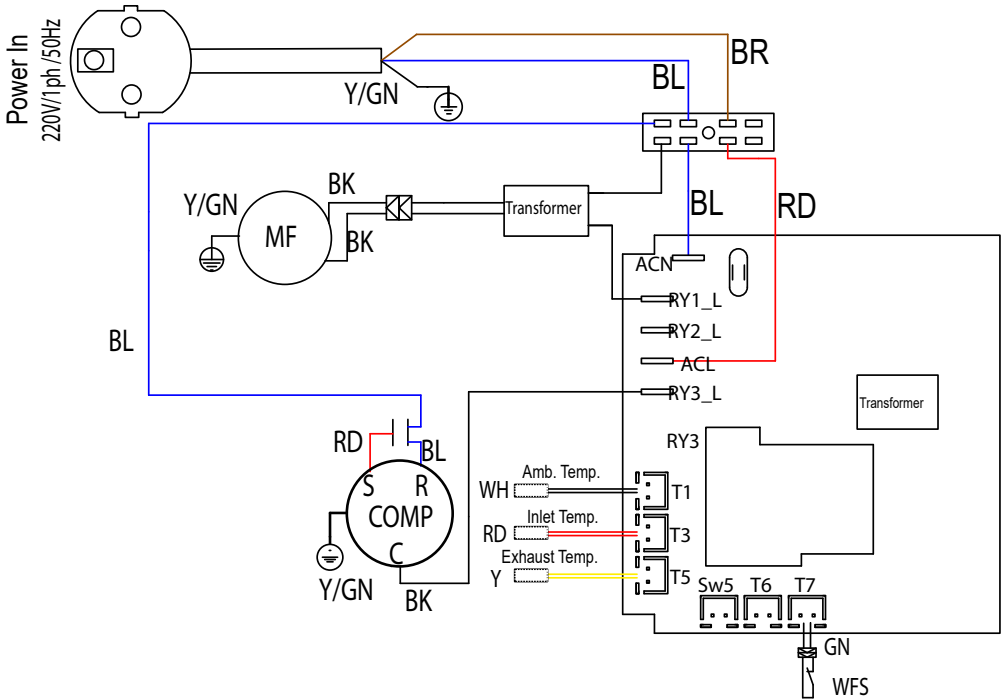 Power In
220V/1ph /50Hz
BR
BL
Y/GN
BK
Y/GN
MF
BK
Transformer
BL
RD
ACN
RY1_L
RY2_L
BL
ACL
RY3_L
Transformer
RD
BL
RY3
S
R
COMP
C
Y/GN
BK
Amb. Temp.
WH
T1
Inlet Temp.
RD
T3
Exhaust Temp.
Y
T5
Sw5
T6
T7
GN
WFS